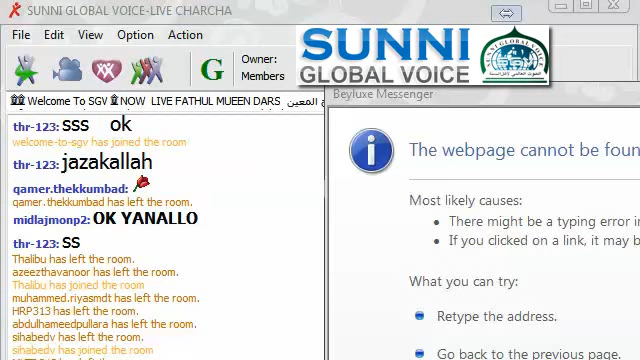 SUNNI GLOBAL VOICE-LIVE CHARCHA
File Edit View Option Action
SUNNI
GLOBAL VOICE
SUNNI GLOBAL VOICE
G
Owner:
Members
Welcome To SGV NOW LIVE FATHUL MUEEN DARS
Beyluxe Messenger
thr-123: sss ok
welcome-to-sgv has joined the room
thr-123: jazakallah
qamer.thekkumbad:
qamer.thekkumbad has left the room.
midlajmonp2: OK YANALLO
thr-123: SS
Thalibu has left the room.
azeezthavanoor has left the room.
Thalibu has joined the room
muhammed.riyasmdt has left the room.
HRP313 has left the room.
abdulhameedpullara has left the room.
sihabedv has left the room.
sihabedv has joined the room
The webpage cannot be foun
Most likely causes:
There might be a typing error i
If you clicked on a link, it may b
What you can try:
Retype the address.
Go back to the previous page.